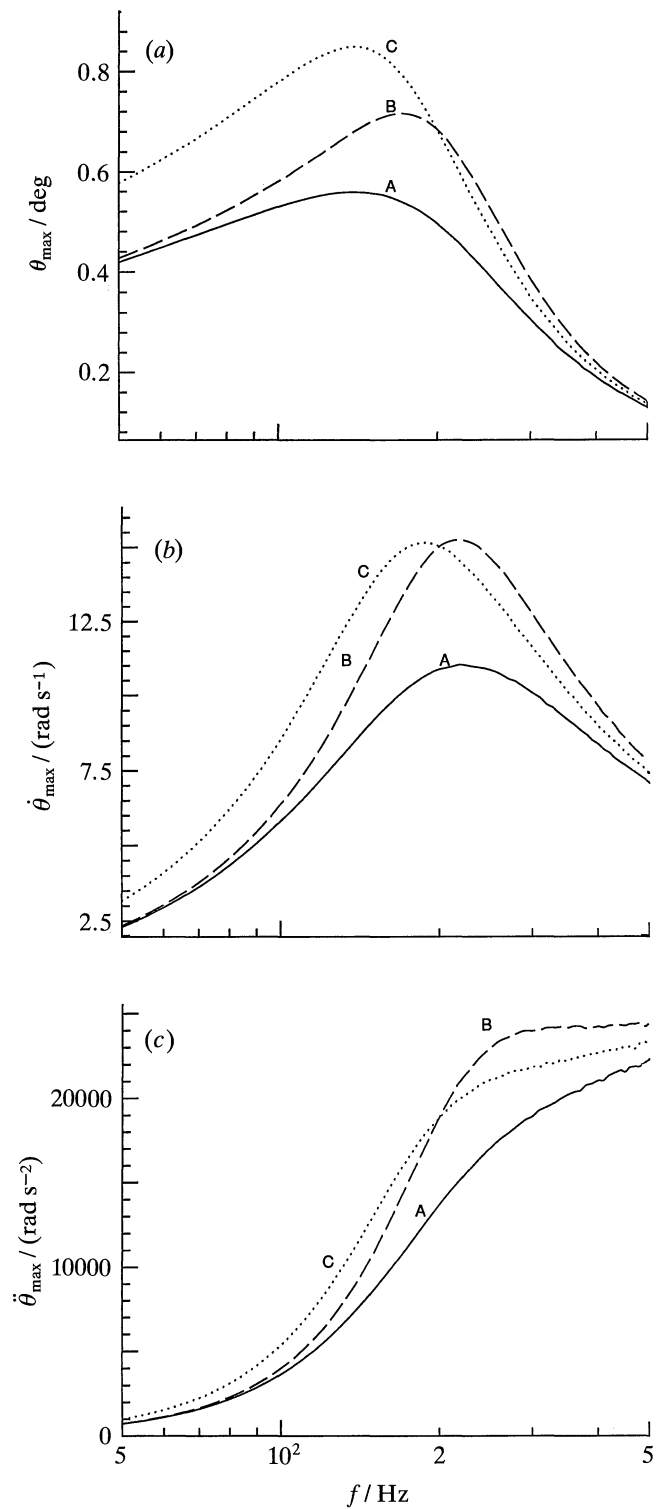 (a)
C
0.8
B
0.6
A
θmax / deg
0.4
0.2
(b)
C
12.5
B
A
θ̇max / (rad s−1)
7.5
2.5
(c)
B
20000
A
θ̈max / (rad s−2)
C
10000
0
5 10² 2 5
f / Hz